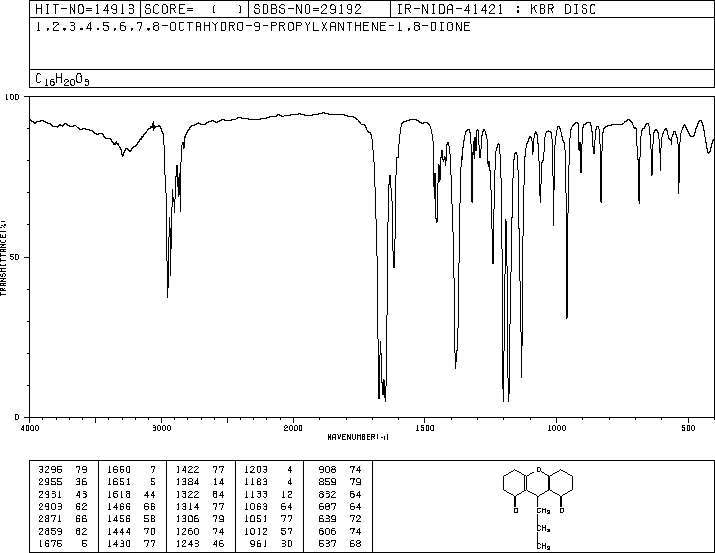 HIT-NO=14913 SCORE= ( ) SDBS-NO=29192 IR-NIDA-41421 : KBR DISC
1,2,3,4,5,6,7,8-OCTAHYDRO-9-PROPYLXANTHENE-1,8-DIONE
C16H20O3
100
50
0
TRANSMITTANCE(%)
4000 3000 2000 1500 1000 500
WAVENUMBER(-1)
3295 79 1660 7 1422 77 1203 4 908 74
2955 36 1651 5 1384 14 1183 4 859 79
2931 43 1618 44 1322 64 1133 12 832 64
2903 62 1466 66 1314 77 1063 64 687 64
2871 66 1456 58 1306 79 1051 77 639 72
2859 62 1444 70 1260 74 1012 57 606 74
1675 5 1430 77 1243 46 961 30 537 68
O
O O
CH2
CH2
CH3